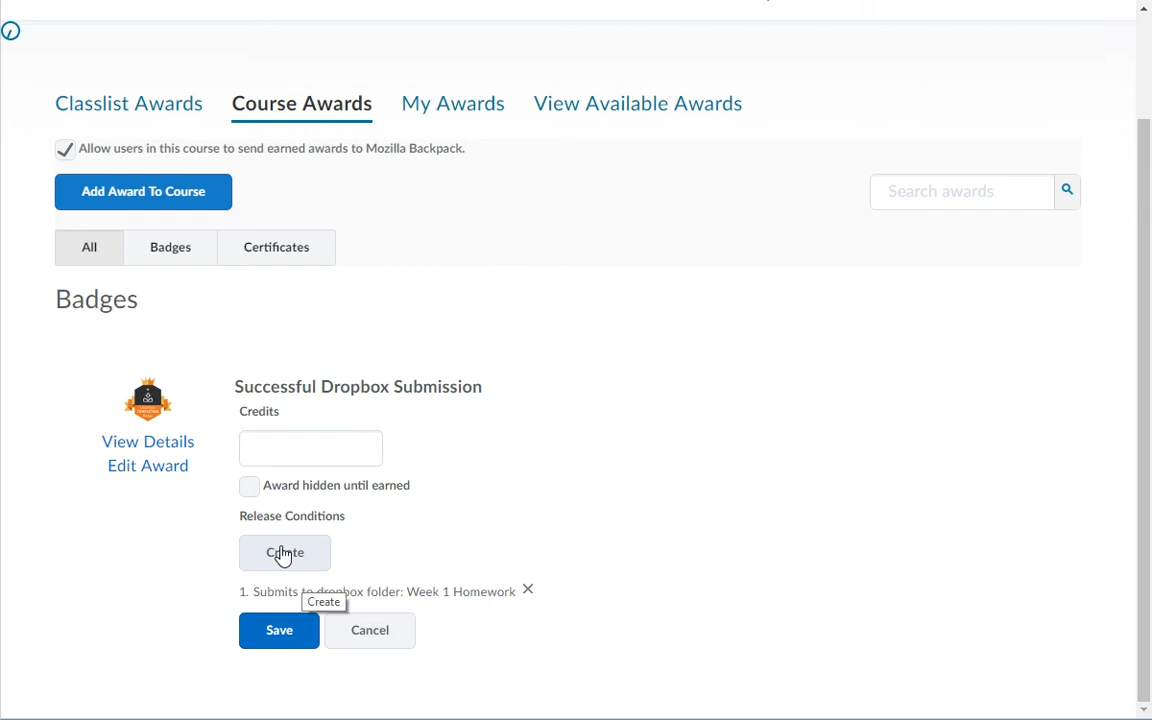 Classlist Awards Course Awards My Awards View Available Awards
Allow users in this course to send earned awards to Mozilla Backpack.
Add Award To Course
Search awards
All Badges Certificates
Badges
Successful Dropbox Submission
Credits
View Details
Edit Award
Award hidden until earned
Release Conditions
Create
1. Submits to dropbox folder: Week 1 Homework
Create
Save Cancel